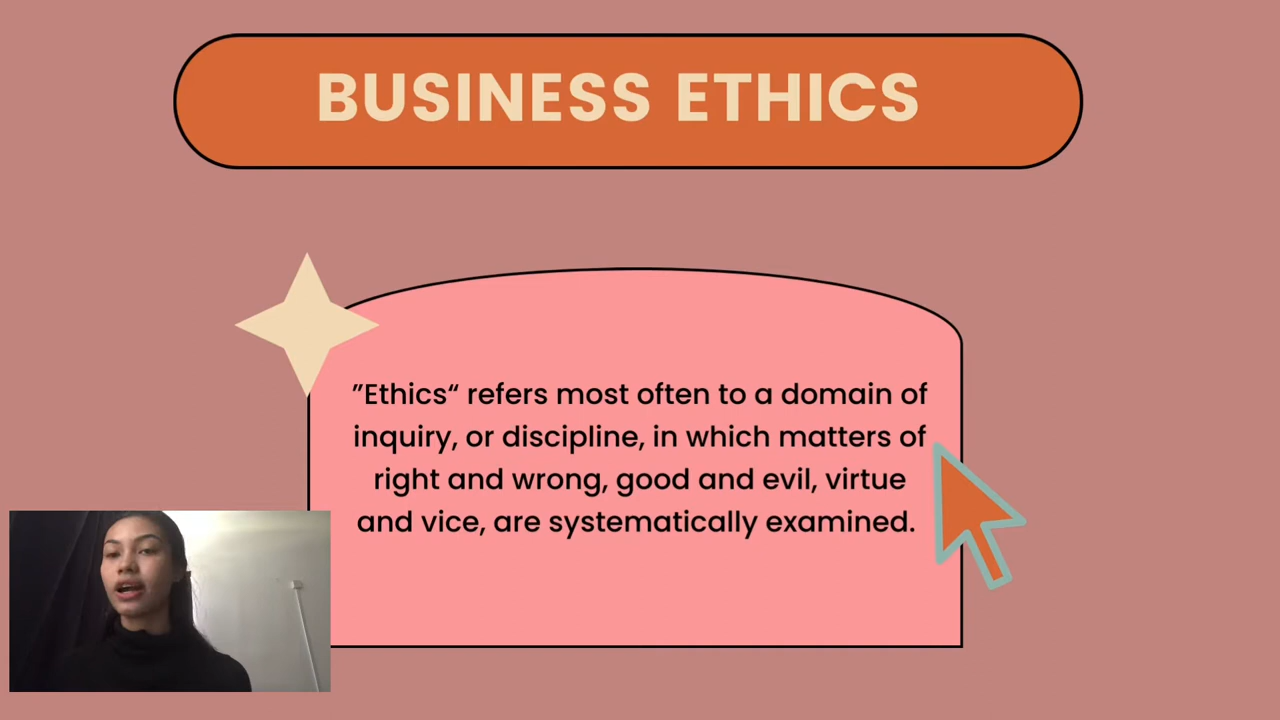 BUSINESS ETHICS
”Ethics“ refers most often to a domain of
inquiry, or discipline, in which matters of
right and wrong, good and evil, virtue
and vice, are systematically examined.